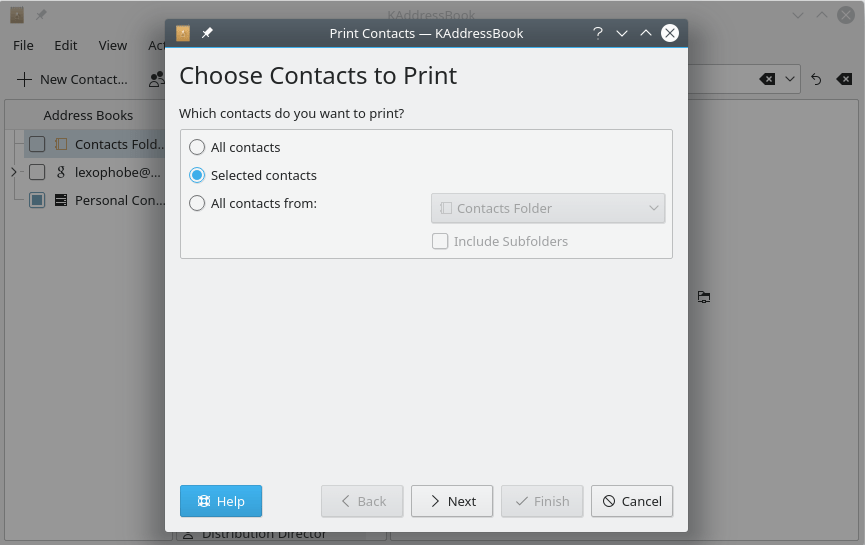 KAddressBook
Print Contacts — KAddressBook
File Edit View
New Contact...
Choose Contacts to Print
Address Books
Which contacts do you want to print?
Contacts Fold...
All contacts
lexophobe@...
Selected contacts
Personal Con...
All contacts from:
Contacts Folder
Include Subfolders
Help
Back
Next
Finish
Cancel
Distribution Director